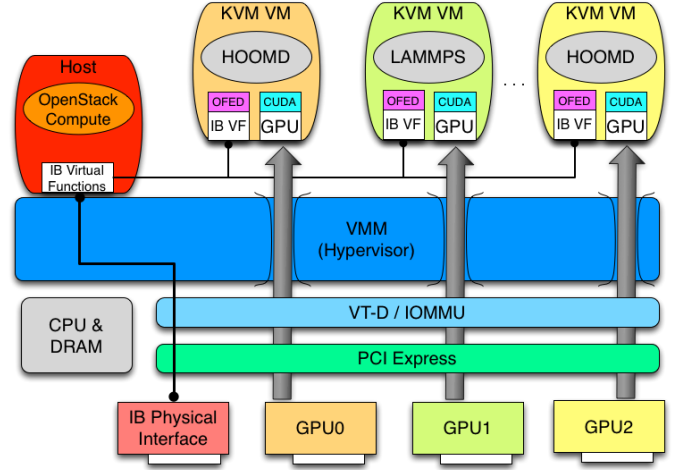 KVM VM
KVM VM
KVM VM
Host
HOOMD
LAMMPS
HOOMD
OpenStack
Compute
. . .
OFED
CUDA
OFED
CUDA
OFED
CUDA
IB VF
GPU
IB VF
GPU
IB VF
GPU
IB Virtual
Functions
VMM
(Hypervisor)
VT-D / IOMMU
CPU &
DRAM
PCI Express
IB Physical
Interface
GPU0
GPU1
GPU2